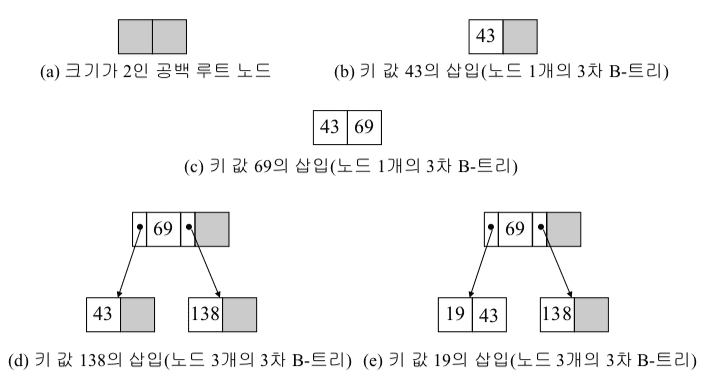 43
(a) 크기가 2인 공백 루트 노드
(b) 키 값 43의 삽입(노드 1개의 3차 B-트리)
43 69
(c) 키 값 69의 삽입(노드 1개의 3차 B-트리)
69
69
43
138
19 43
138
(d) 키 값 138의 삽입(노드 3개의 3차 B-트리)
(e) 키 값 19의 삽입(노드 3개의 3차 B-트리)